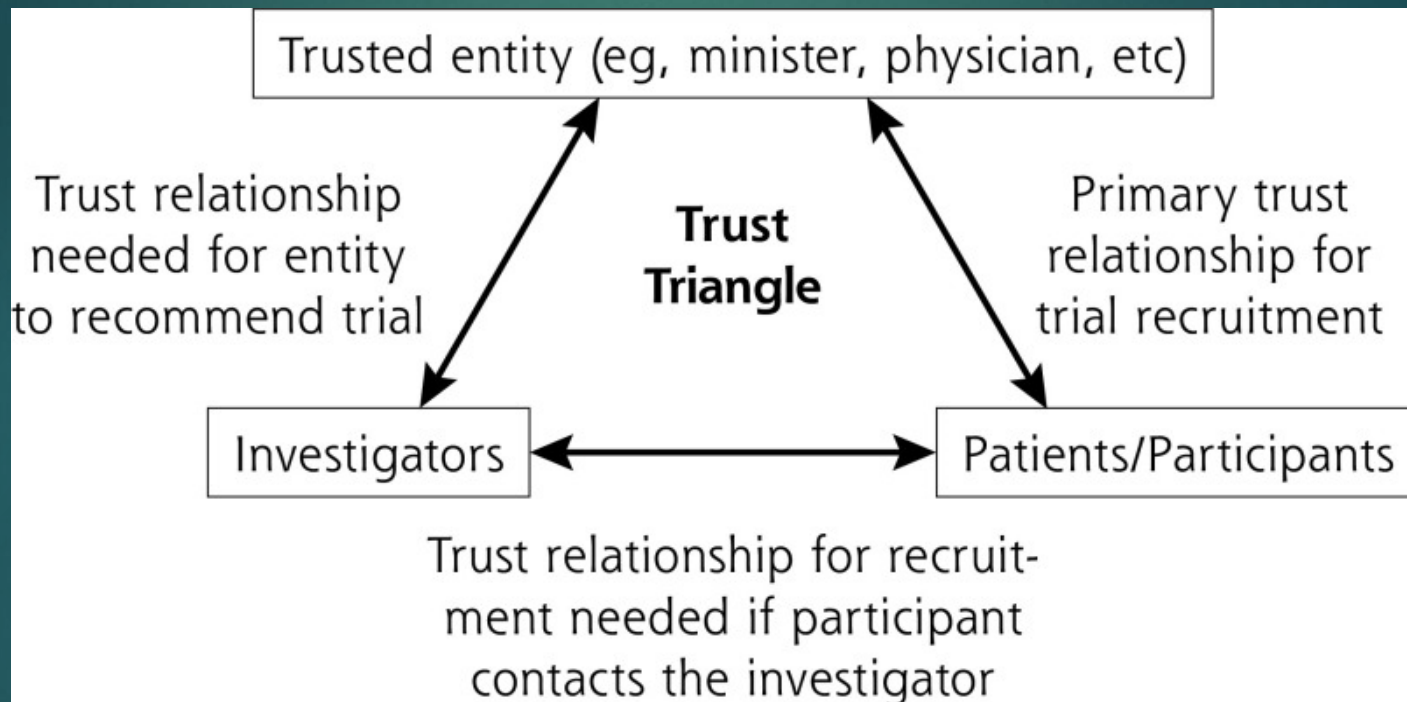 Trusted entity (eg, minister, physician, etc)
Trust relationship
needed for entity
to recommend trial
Trust
Triangle
Primary trust
relationship for
trial recruitment
Investigators
Patients/Participants
Trust relationship for recruit-
ment needed if participant
contacts the investigator